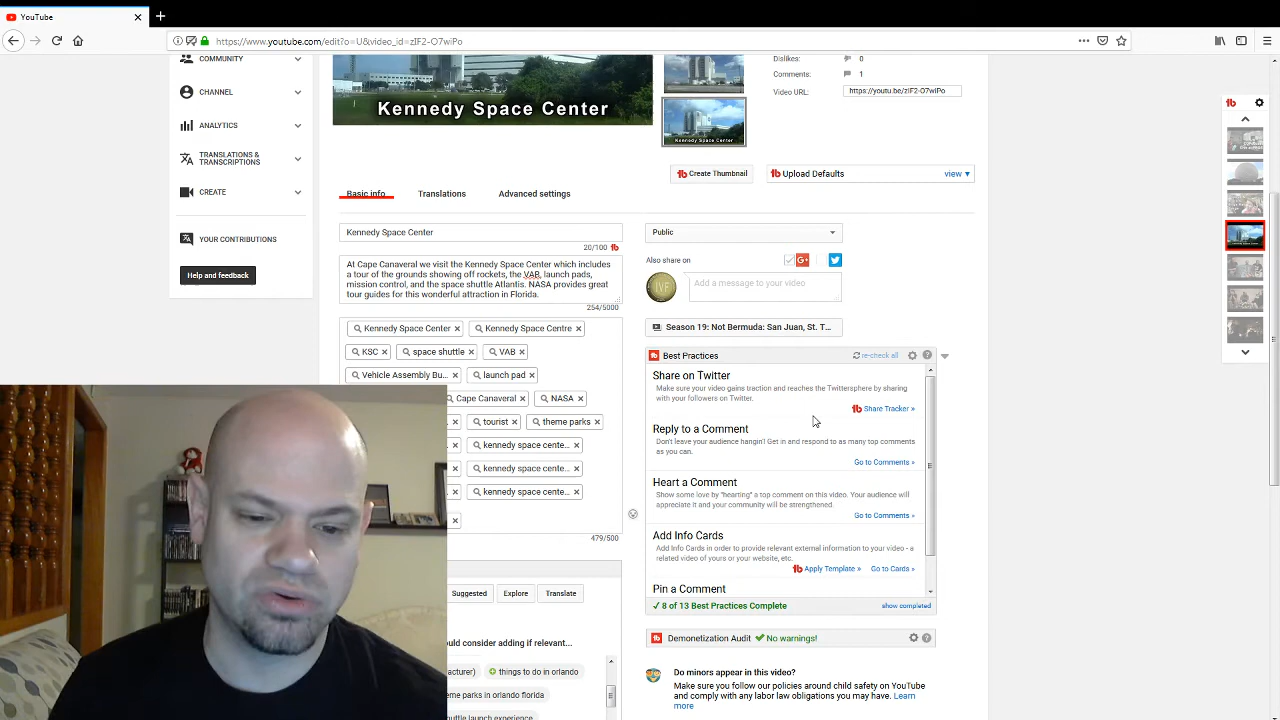 YouTube
https://www.youtube.com/edit?o=U&video_id=zIF2-O7wiPo
COMMUNITY
CHANNEL
ANALYTICS
TRANSLATIONS &
TRANSCRIPTIONS
CREATE
YOUR CONTRIBUTIONS
Help and feedback
Kennedy Space Center
Kennedy Space Center
Dislikes: 0
Comments: 1
Video URL: https://youtu.be/zIF2-O7wiPo
Create Thumbnail
Upload Defaults view
Basic info Translations Advanced settings
Kennedy Space Center
20/100
At Cape Canaveral we visit the Kennedy Space Center which includes
a tour of the grounds showing off rockets, the VAB, launch pads,
mission control, and the space shuttle Atlantis. NASA provides great
tour guides for this wonderful attraction in Florida.
254/5000
Kennedy Space Center Kennedy Space Centre
KSC space shuttle VAB
Vehicle Assembly Bu... launch pad
Cape Canaveral NASA
tourist theme parks
kennedy space cente...
kennedy space cente...
kennedy space cente...
479/500
Suggested Explore Translate
ould consider adding if relevant...
acturer) things to do in orlando
eme parks in orlando florida
huttle launch experience
Public
Also share on
IVF
Add a message to your video
Season 19: Not Bermuda: San Juan, St. T...
Best Practices re-check all
Share on Twitter
Make sure your video gains traction and reaches the Twittersphere by sharing
with your followers on Twitter.
Share Tracker »
Reply to a Comment
Don't leave your audience hangin'! Get in and respond to as many top comments
as you can.
Go to Comments »
Heart a Comment
Show some love by "hearting" a top comment on this video. Your audience will
appreciate it and your community will be strengthened.
Go to Comments »
Add Info Cards
Add Info Cards in order to provide relevant external information to your video - a
related video of yours or your website, etc.
Apply Template » Go to Cards »
Pin a Comment
8 of 13 Best Practices Complete show completed
Demonetization Audit No warnings!
Do minors appear in this video?
Make sure you follow our policies around child safety on YouTube
and comply with any labor law obligations you may have. Learn
more